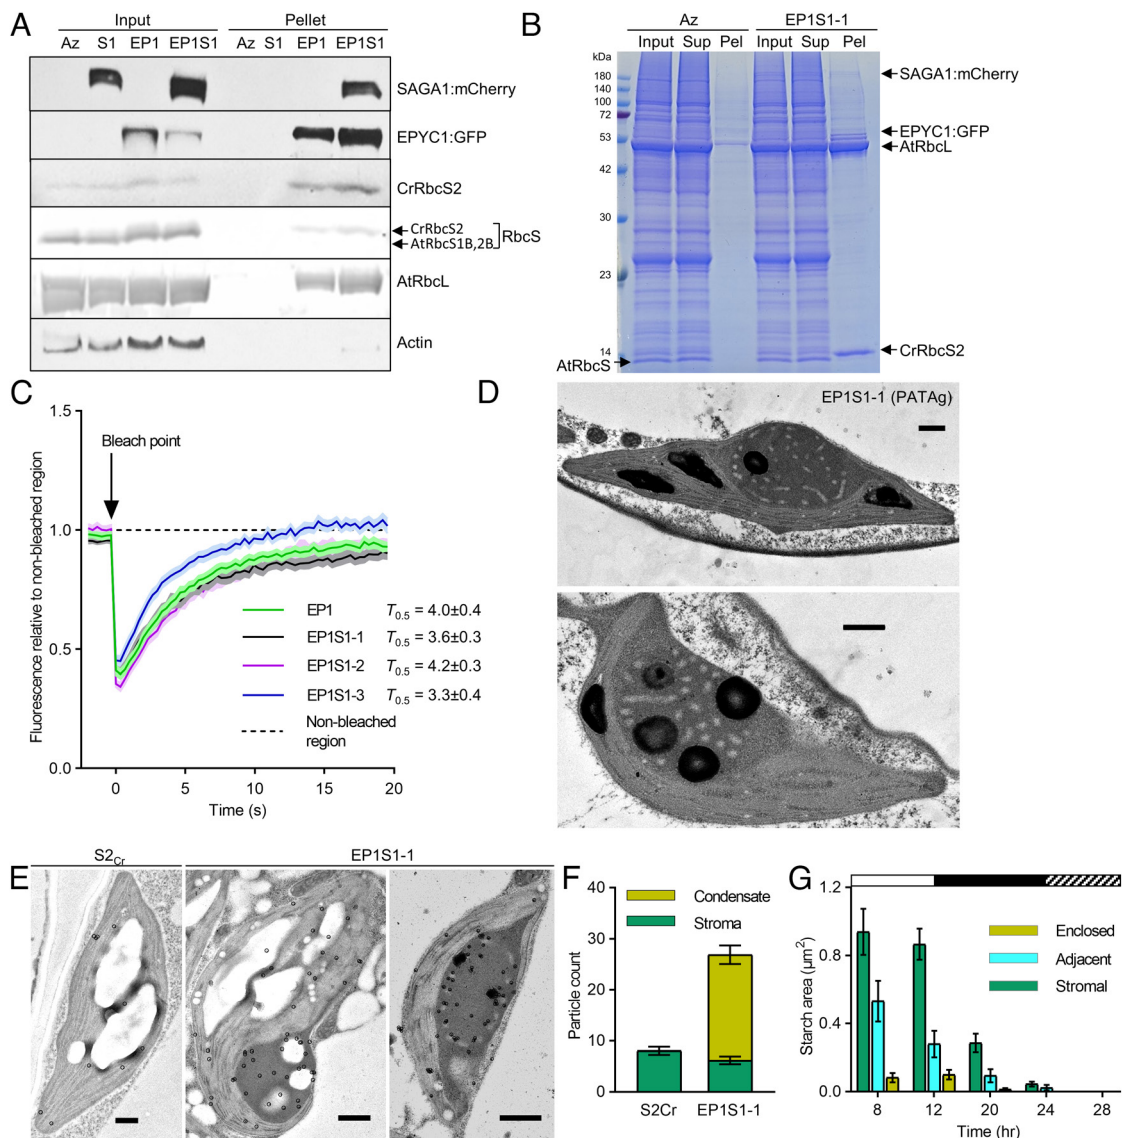 A
Input Pellet
Az S1 EP1 EP1S1 Az S1 EP1 EP1S1
SAGA1:mCherry
EPYC1:GFP
CrRbcS2
CrRbcS2
AtRbcS1B,2B
RbcS
AtRbcL
Actin
B
Az EP1S1-1
Input Sup Pel Input Sup Pel
kDa
180
140
100
72
53
42
30
23
14
SAGA1:mCherry
EPYC1:GFP
AtRbcL
CrRbcS2
AtRbcS
C
Fluorescence relative to non-bleached region
1.5
1.0
0.5
0.0
Bleach point
EP1 T0.5 = 4.0±0.4
EP1S1-1 T0.5 = 3.6±0.3
EP1S1-2 T0.5 = 4.2±0.3
EP1S1-3 T0.5 = 3.3±0.4
Non-bleached
region
0 5 10 15 20
Time (s)
D
EP1S1-1 (PATAg)
E
S2Cr EP1S1-1
F
Particle count
40
30
20
10
0
Condensate
Stroma
S2Cr EP1S1-1
G
Starch area (µm2)
1.2
0.8
0.4
0.0
Enclosed
Adjacent
Stromal
8 12 20 24 28
Time (hr)